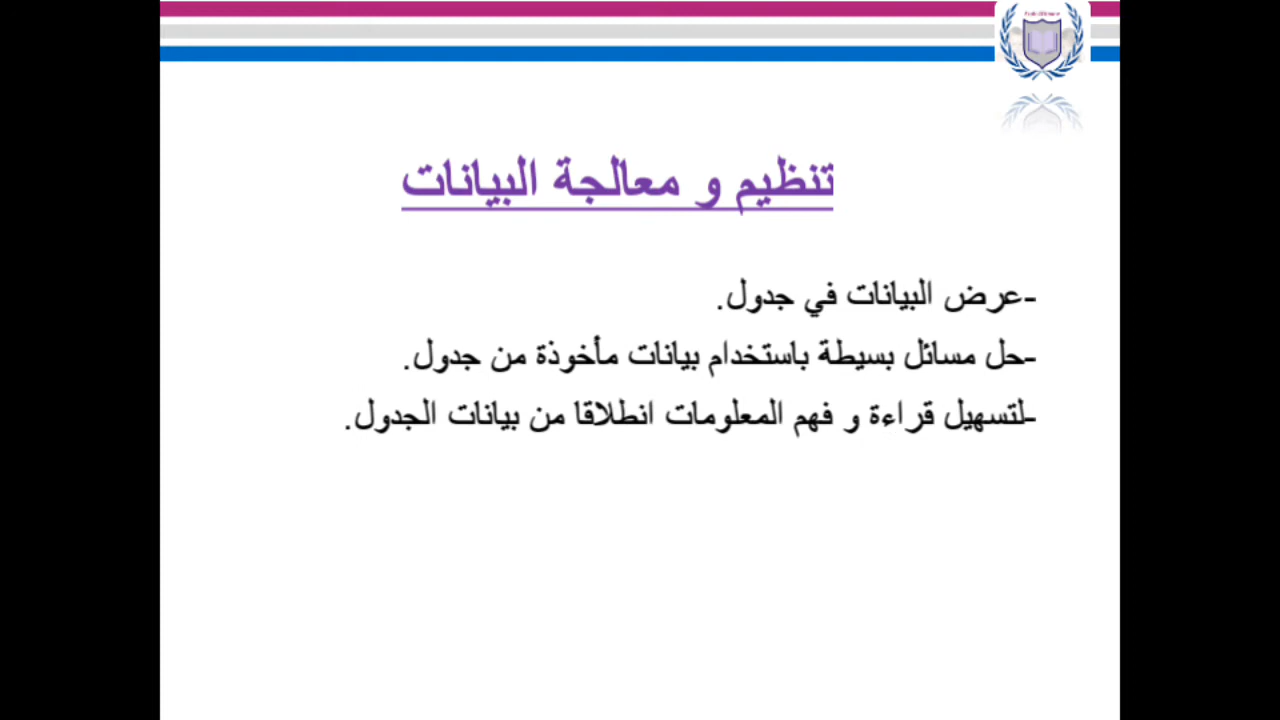 تنظيم و معالجة البيانات
-عرض البيانات في جدول.
-حل مسائل بسيطة باستخدام بيانات مأخوذة من جدول.
-لتسهيل قراءة و فهم المعلومات انطلاقا من بيانات الجدول.